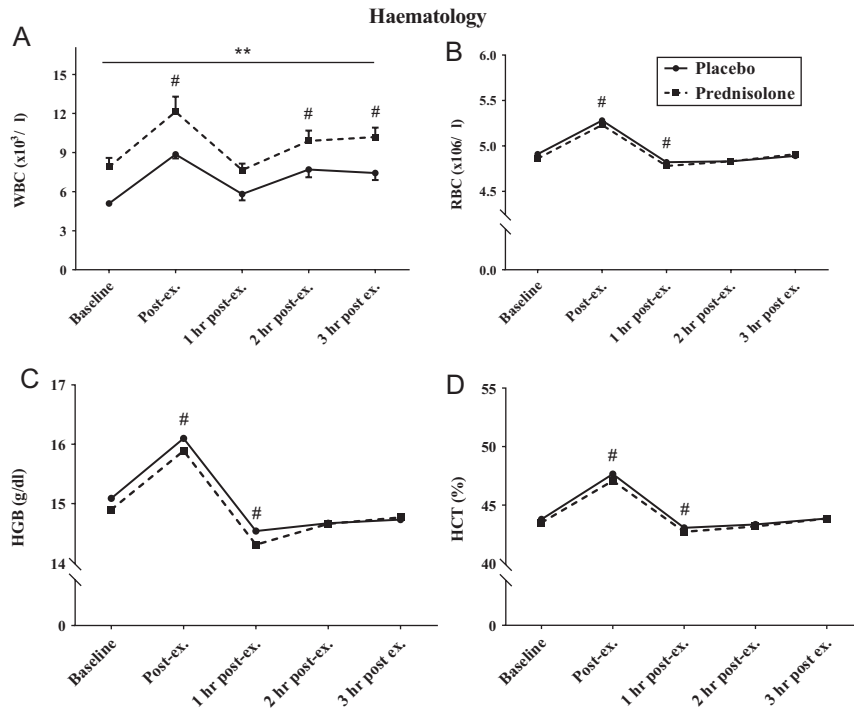 Haematology
A
**
15
12
9
6
3
0
WBC (x10³/ l)
#
#
#
Baseline
Post-ex.
1 hr post-ex.
2 hr post-ex.
3 hr post ex.
B
6.0
5.5
5.0
4.5
0.0
RBC (x106/ l)
Placebo
Prednisolone
#
#
Baseline
Post-ex.
1 hr post-ex.
2 hr post-ex.
3 hr post ex.
C
17
16
15
14
0
HGB (g/dl)
#
#
Baseline
Post-ex.
1 hr post-ex.
2 hr post-ex.
3 hr post ex.
D
55
50
45
40
0
HCT (%)
#
#
Baseline
Post-ex.
1 hr post-ex.
2 hr post-ex.
3 hr post ex.